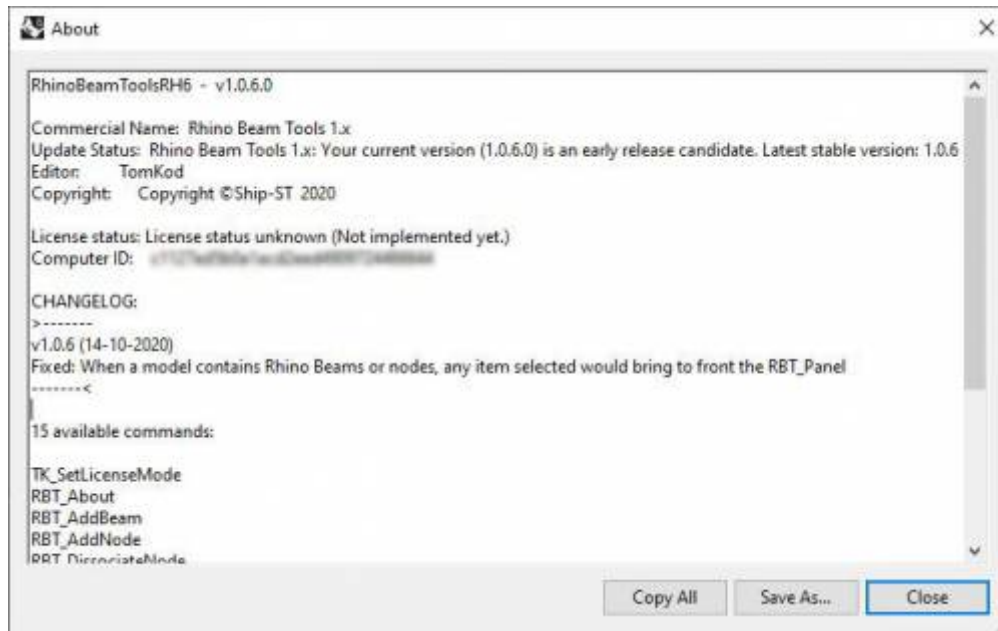 About
RhinoBeamToolsRH6 - v1.0.6.0
Commercial Name: Rhino Beam Tools 1.x
Update Status: Rhino Beam Tools 1.x: Your current version (1.0.6.0) is an early release candidate. Latest stable version: 1.0.6
Editor: TomKod
Copyright: Copyright ©Ship-ST 2020
License status: License status unknown (Not implemented yet.)
Computer ID:
CHANGELOG:
>-------
v1.0.6 (14-10-2020)
Fixed: When a model contains Rhino Beams or nodes, any item selected would bring to front the RBT_Panel
-------<
15 available commands:
TK_SetLicenseMode
RBT_About
RBT_AddBeam
RBT_AddNode
Copy All
Save As...
Close